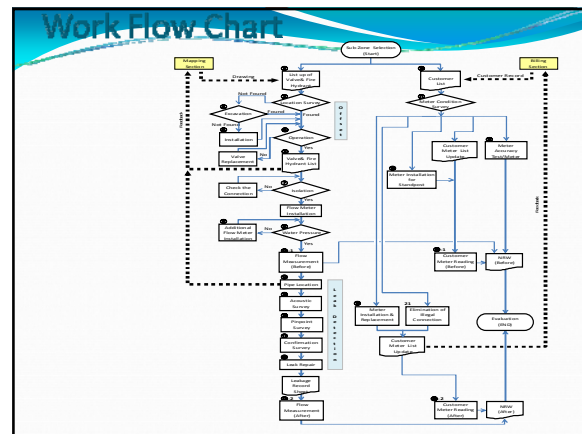 Work Flow Chart
Mapping
Section
Sub-Zone Selection
(Start)
Billing
Section
Drawing
List up of
Valve& Fire
Hydrant
Customer
List
Customer Record
Not Found
Location Survey
Meter Condition
Survey
Excavation
Found
Found
Not Found
Installation
Operation
No
Yes
Valve
Replacement
Valve& Fire
Hydrant List
Customer
Meter List
Update
Meter
Accuracy
Test/Meter
Meter Installation
for
Standpost
Check the
Connection
No
Isolation
Yes
Flow Meter
Installation
Additional
Flow Meter
Installation
No
Water Pressure
Yes
Flow
Measurement
(Before)
Customer
Meter Reading
(Before)
NRW
(Before)
Pipe Location
Leak Detection
Acoustic
Survey
Pinpoint
Survey
Confirmation
Survey
Leak Repair
Leakage
Record
Sheet
Flow
Measurement
(After)
Meter
Installation &
Replacement
21
Elimination of
Illegal
Connection
Customer
Meter List
Update
Evaluation
(END)
Customer
Meter Reading
(After)
NRW
(After)